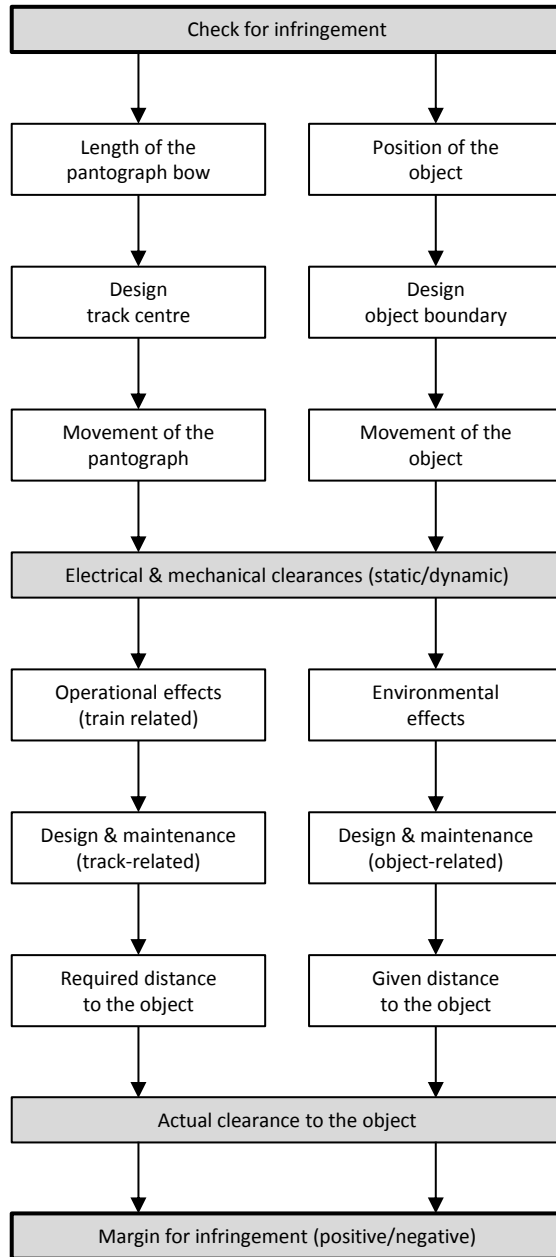 Check for infringement
Length of the
pantograph bow
Position of the
object
Design
track centre
Design
object boundary
Movement of the
pantograph
Movement of the
object
Electrical & mechanical clearances (static/dynamic)
Operational effects
(train related)
Environmental
effects
Design & maintenance
(track-related)
Design & maintenance
(object-related)
Required distance
to the object
Given distance
to the object
Actual clearance to the object
Margin for infringement (positive/negative)